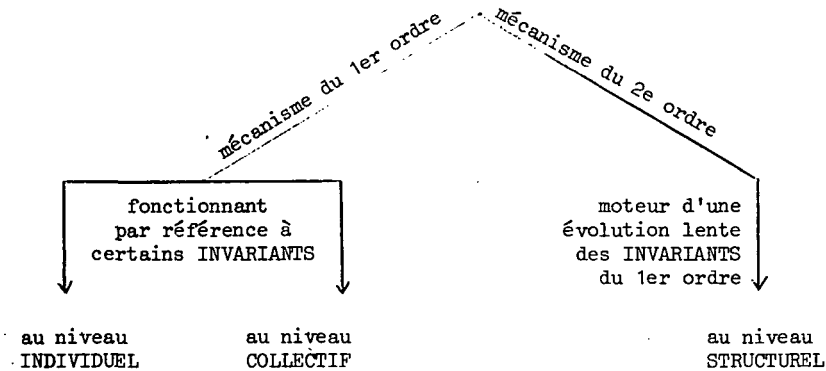 mécanisme du 1er ordre
mécanisme du 2e ordre
fonctionnant
par référence à
certains INVARIANTS
moteur d'une
évolution lente
des INVARIANTS
du 1er ordre
au niveau
INDIVIDUEL
au niveau
COLLECTIF
au niveau
STRUCTUREL